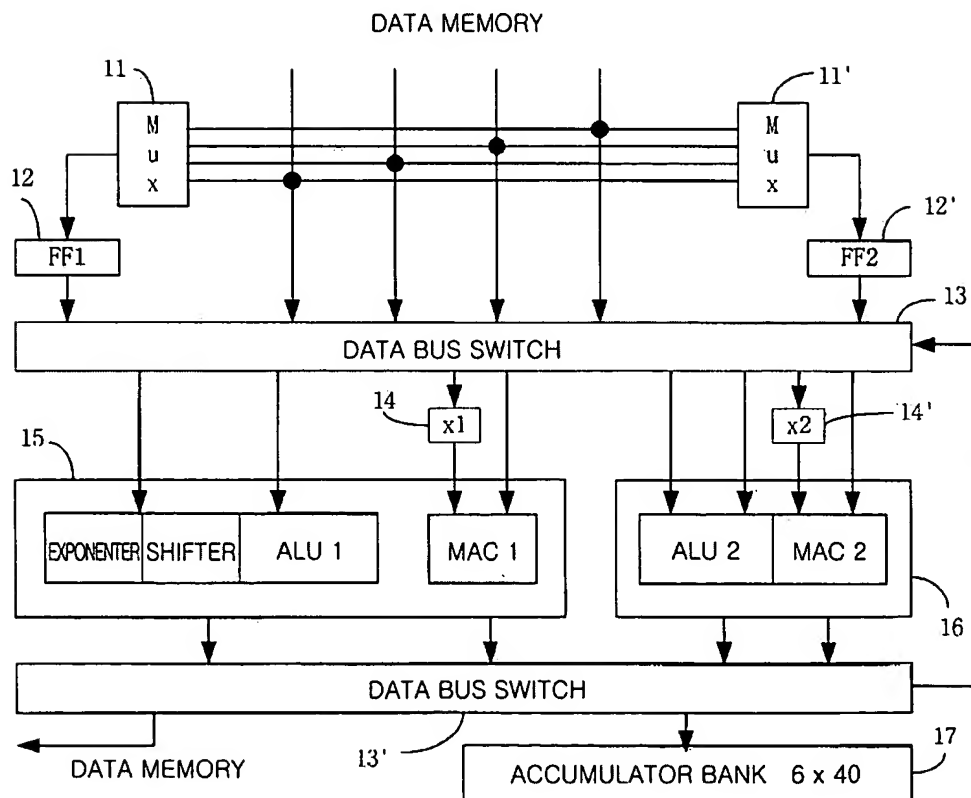 DATA MEMORY
11
11'
M
u
x
M
u
x
12
12'
FF1
FF2
13
DATA BUS SWITCH
14
x1
x2
14'
15
EXPONENTER
SHIFTER
ALU 1
MAC 1
ALU 2
MAC 2
16
DATA BUS SWITCH
13'
17
DATA MEMORY
ACCUMULATOR BANK 6 x 40